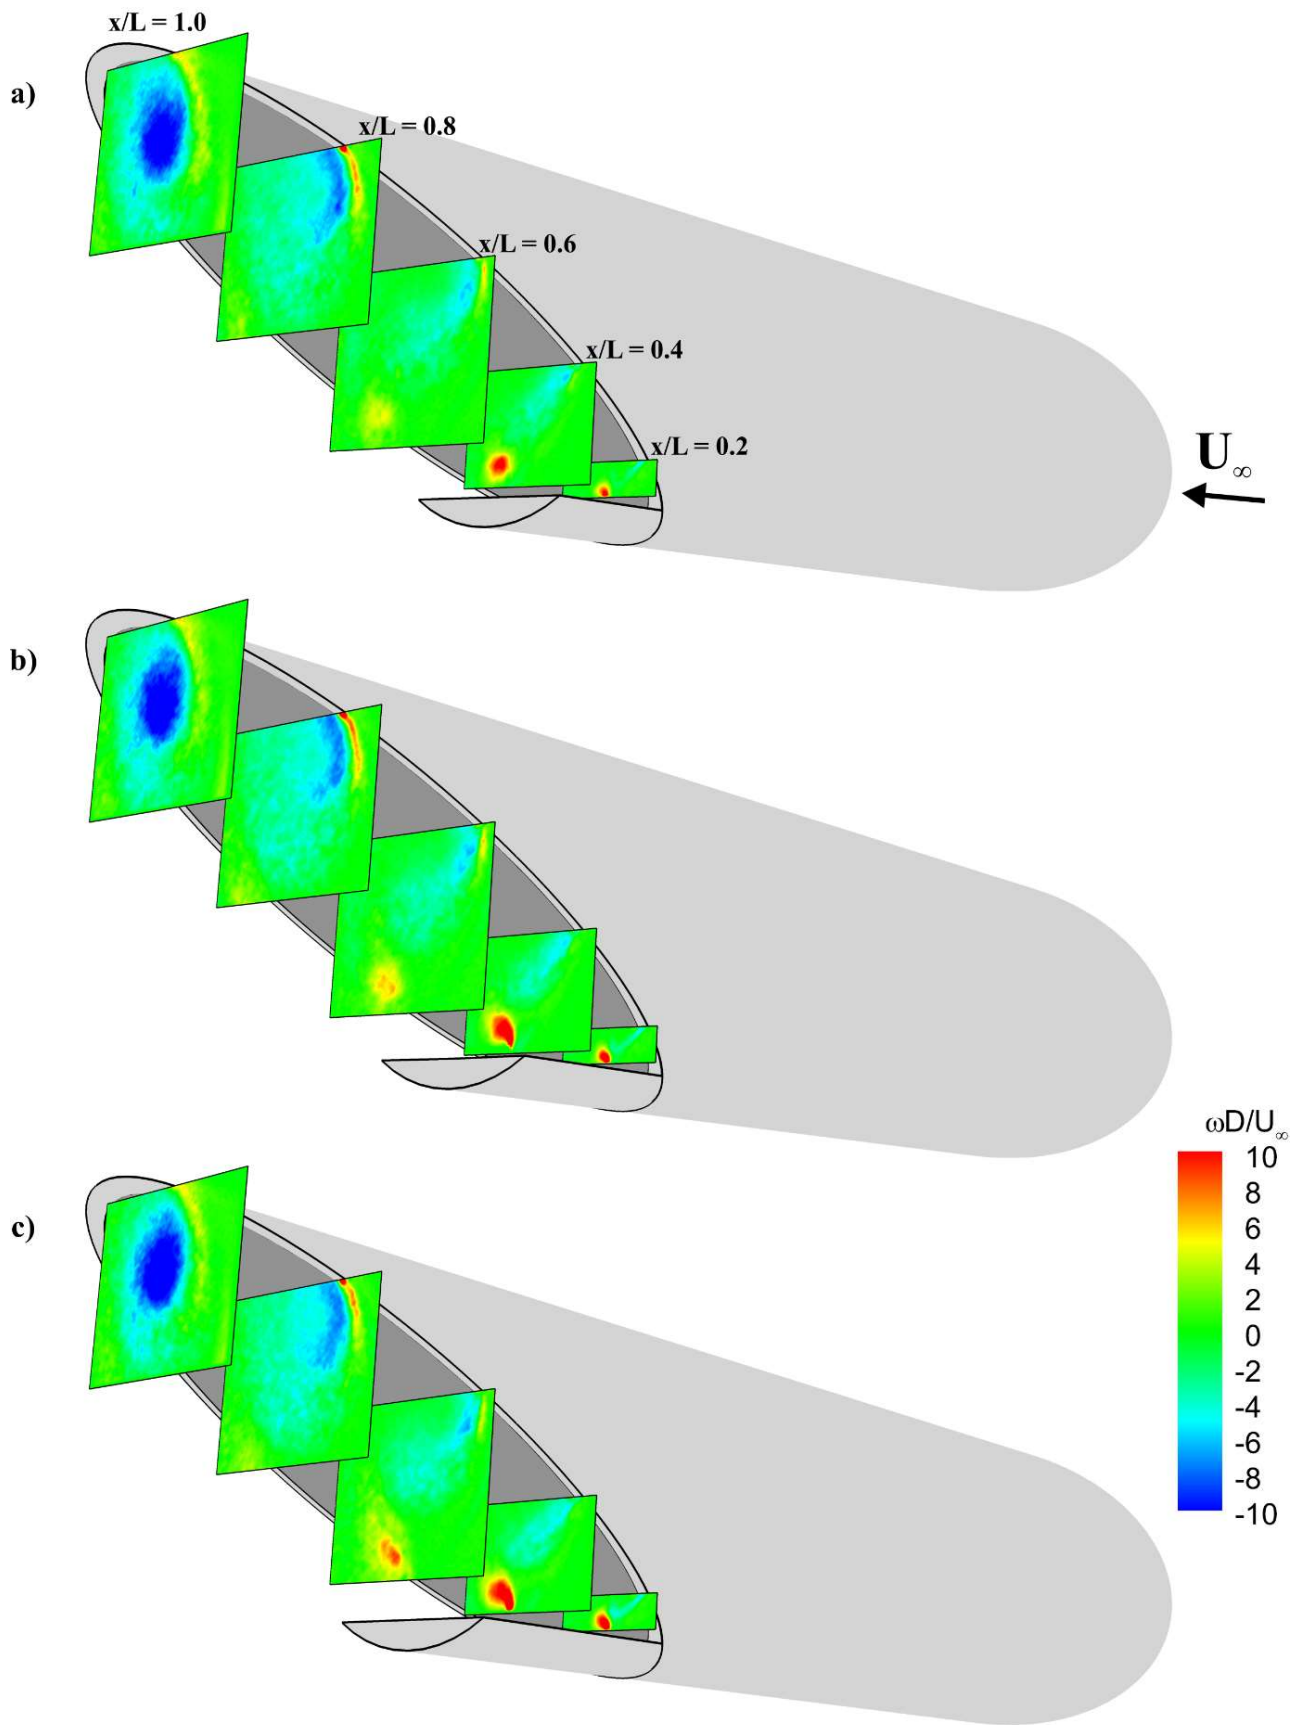 x/L = 1.0
a)
x/L = 0.8
x/L = 0.6
x/L = 0.4
x/L = 0.2
U∞
b)
ωD/U∞
10
8
6
4
2
0
-2
-4
-6
-8
-10
c)